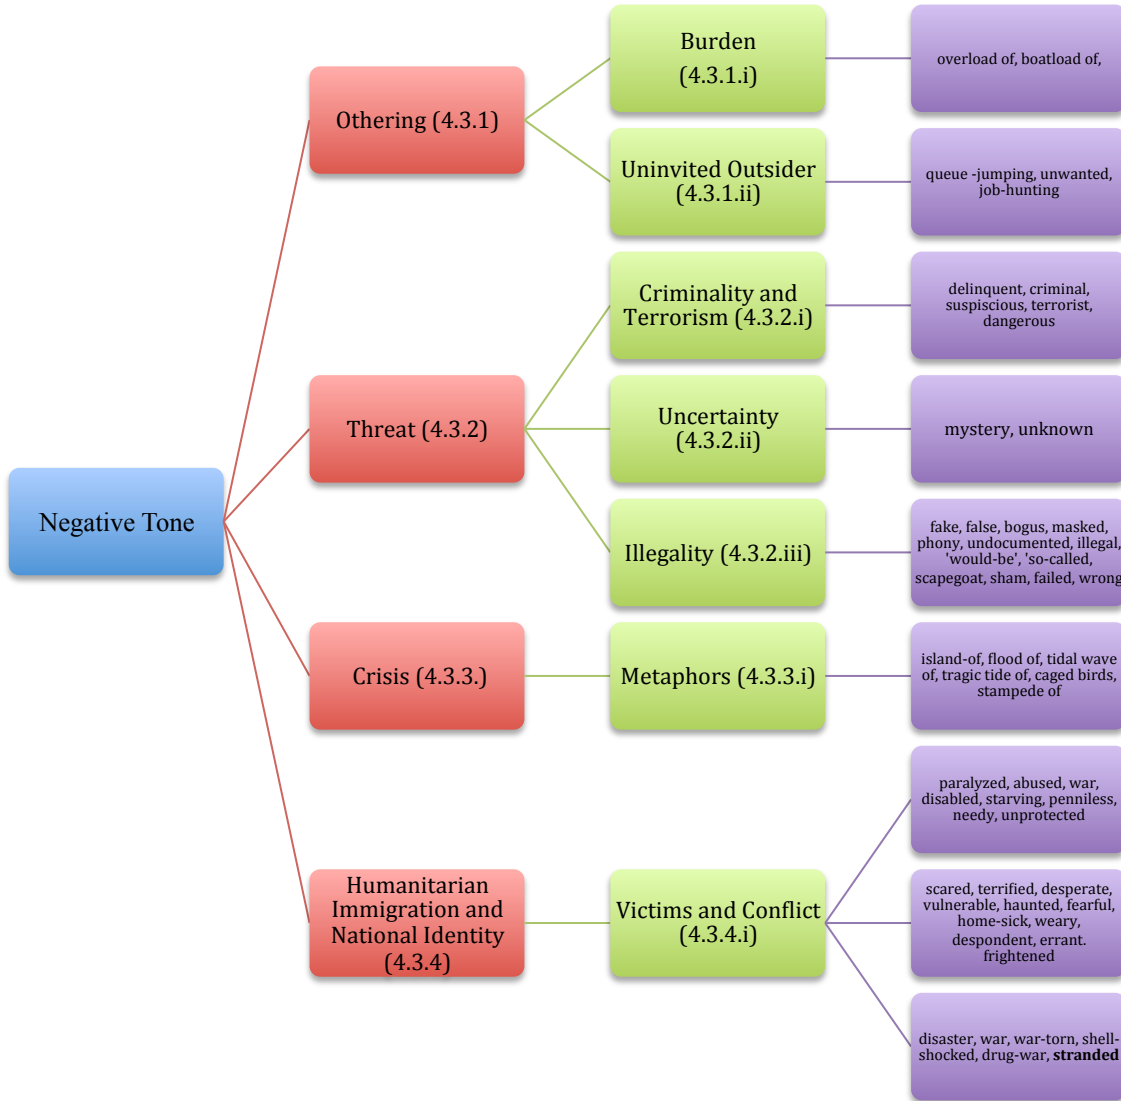 Negative Tone
Othering (4.3.1)
Burden
(4.3.1.i)
overload of, boatload of,
Uninvited Outsider
(4.3.1.ii)
queue -jumping, unwanted,
job-hunting
Threat (4.3.2)
Criminality and
Terrorism (4.3.2.i)
delinquent, criminal,
suspiscious, terrorist,
dangerous
Uncertainty
(4.3.2.ii)
mystery, unknown
Illegality (4.3.2.iii)
fake, false, bogus, masked,
phony, undocumented, illegal,
'would-be', 'so-called,
scapegoat, sham, failed, wrong
Crisis (4.3.3.)
Metaphors (4.3.3.i)
island-of, flood of, tidal wave
of, tragic tide of, caged birds,
stampede of
Humanitarian
Immigration and
National Identity
(4.3.4)
Victims and Conflict
(4.3.4.i)
paralyzed, abused, war,
disabled, starving, penniless,
needy, unprotected
scared, terrified, desperate,
vulnerable, haunted, fearful,
home-sick, weary,
despondent, errant.
frightened
disaster, war, war-torn, shell-
shocked, drug-war, stranded